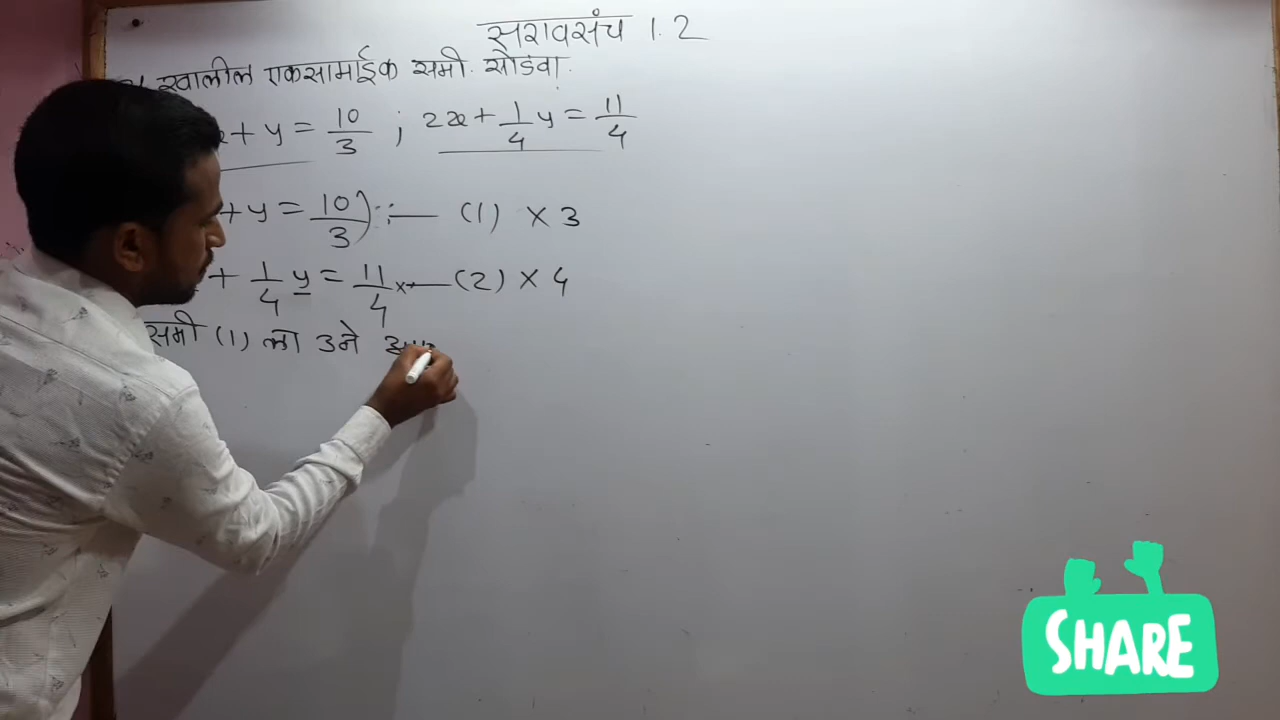 सरावसंच 1.2
खालील एकसामाईक समी. सोडवा.
+ y = 10/3 ; 2x + 1/4 y = 11/4
+ y = 10/3 — (1) × 3
+ 1/4 y = 11/4 — (2) × 4
समी (1) ला 3 ने
SHARE